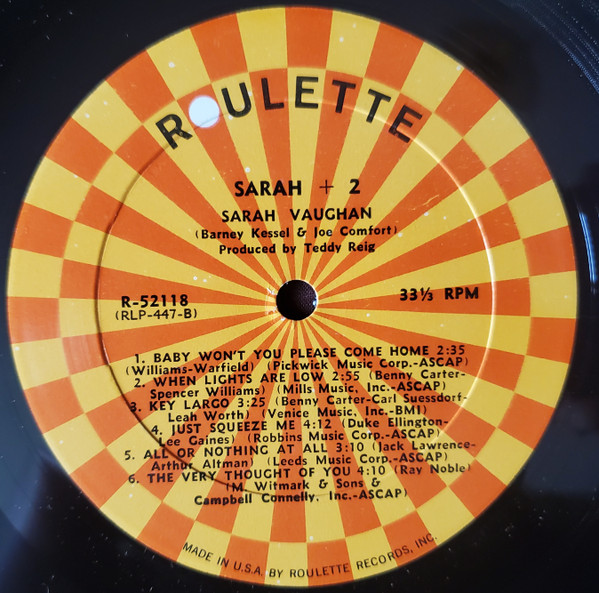 ROULETTE
SARAH + 2
SARAH VAUGHAN
(Barney Kessel & Joe Comfort)
Produced by Teddy Reig
R-52118
(RLP-447-B)
33⅓ RPM
1. BABY WON'T YOU PLEASE COME HOME 2:35
(Williams-Warfield) (Pickwick Music Corp.-ASCAP)
2. WHEN LIGHTS ARE LOW 2:55 (Benny Carter-
Spencer Williams) (Mills Music, Inc.-ASCAP)
3. KEY LARGO 3:25 (Benny Carter-Carl Suessdorf-
Leah Worth) (Venice Music, Inc.-BMI)
4. JUST SQUEEZE ME 4:12 (Duke Ellington-
Lee Gaines) (Robbins Music Corp.-ASCAP)
5. ALL OR NOTHING AT ALL 3:10 (Jack Lawrence-
Arthur Altman) (Leeds Music Corp.-ASCAP)
6. THE VERY THOUGHT OF YOU 4:10 (Ray Noble)
(M. Witmark & Sons &
Campbell Connelly, Inc.-ASCAP)
MADE IN U.S.A. BY ROULETTE RECORDS, INC.